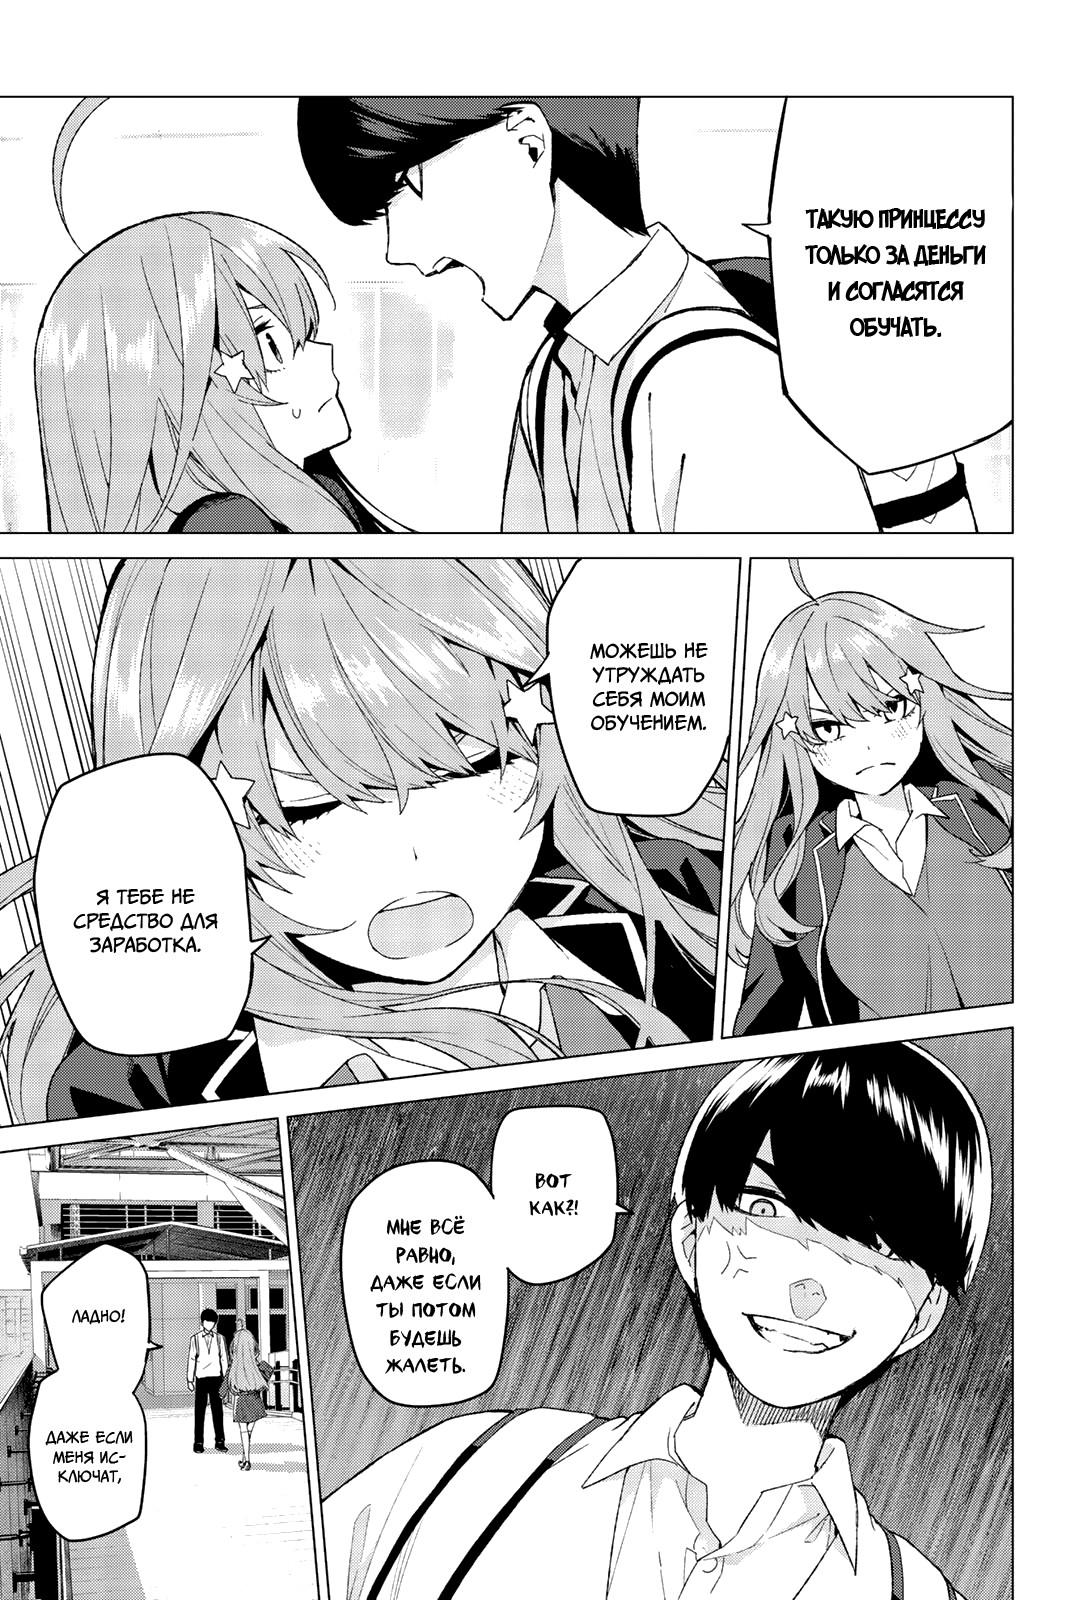 ТАКУЮ ПРИНЦЕССУ
ТОЛЬКО ЗА ДЕНЬГИ
И СОГЛАСЯТСЯ
ОБУЧАТЬ.
МОЖЕШЬ НЕ
УТРУЖДАТЬ
СЕБЯ МОИМ
ОБУЧЕНИЕМ.
Я ТЕБЕ НЕ
СРЕДСТВО ДЛЯ
ЗАРАБОТКА.
ВОТ
КАК?!
МНЕ ВСЁ
РАВНО,
ДАЖЕ ЕСЛИ
ТЫ ПОТОМ
БУДЕШЬ
ЖАЛЕТЬ.
ЛАДНО!
ДАЖЕ ЕСЛИ
МЕНЯ ИС-
КЛЮЧАТ,